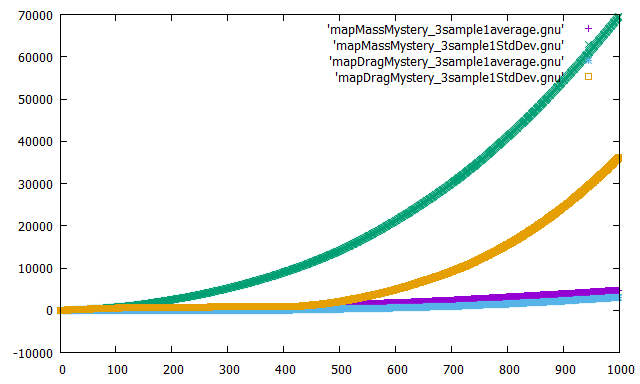 70000
'mapMassMystery_3sample1average.gnu'
'mapMassMystery_3sample1StdDev.gnu'
60000
'mapDragMystery_3sample1average.gnu'
'mapDragMystery_3sample1StdDev.gnu'
50000
40000
30000
20000
10000
0
-10000
0 100 200 300 400 500 600 700 800 900 1000